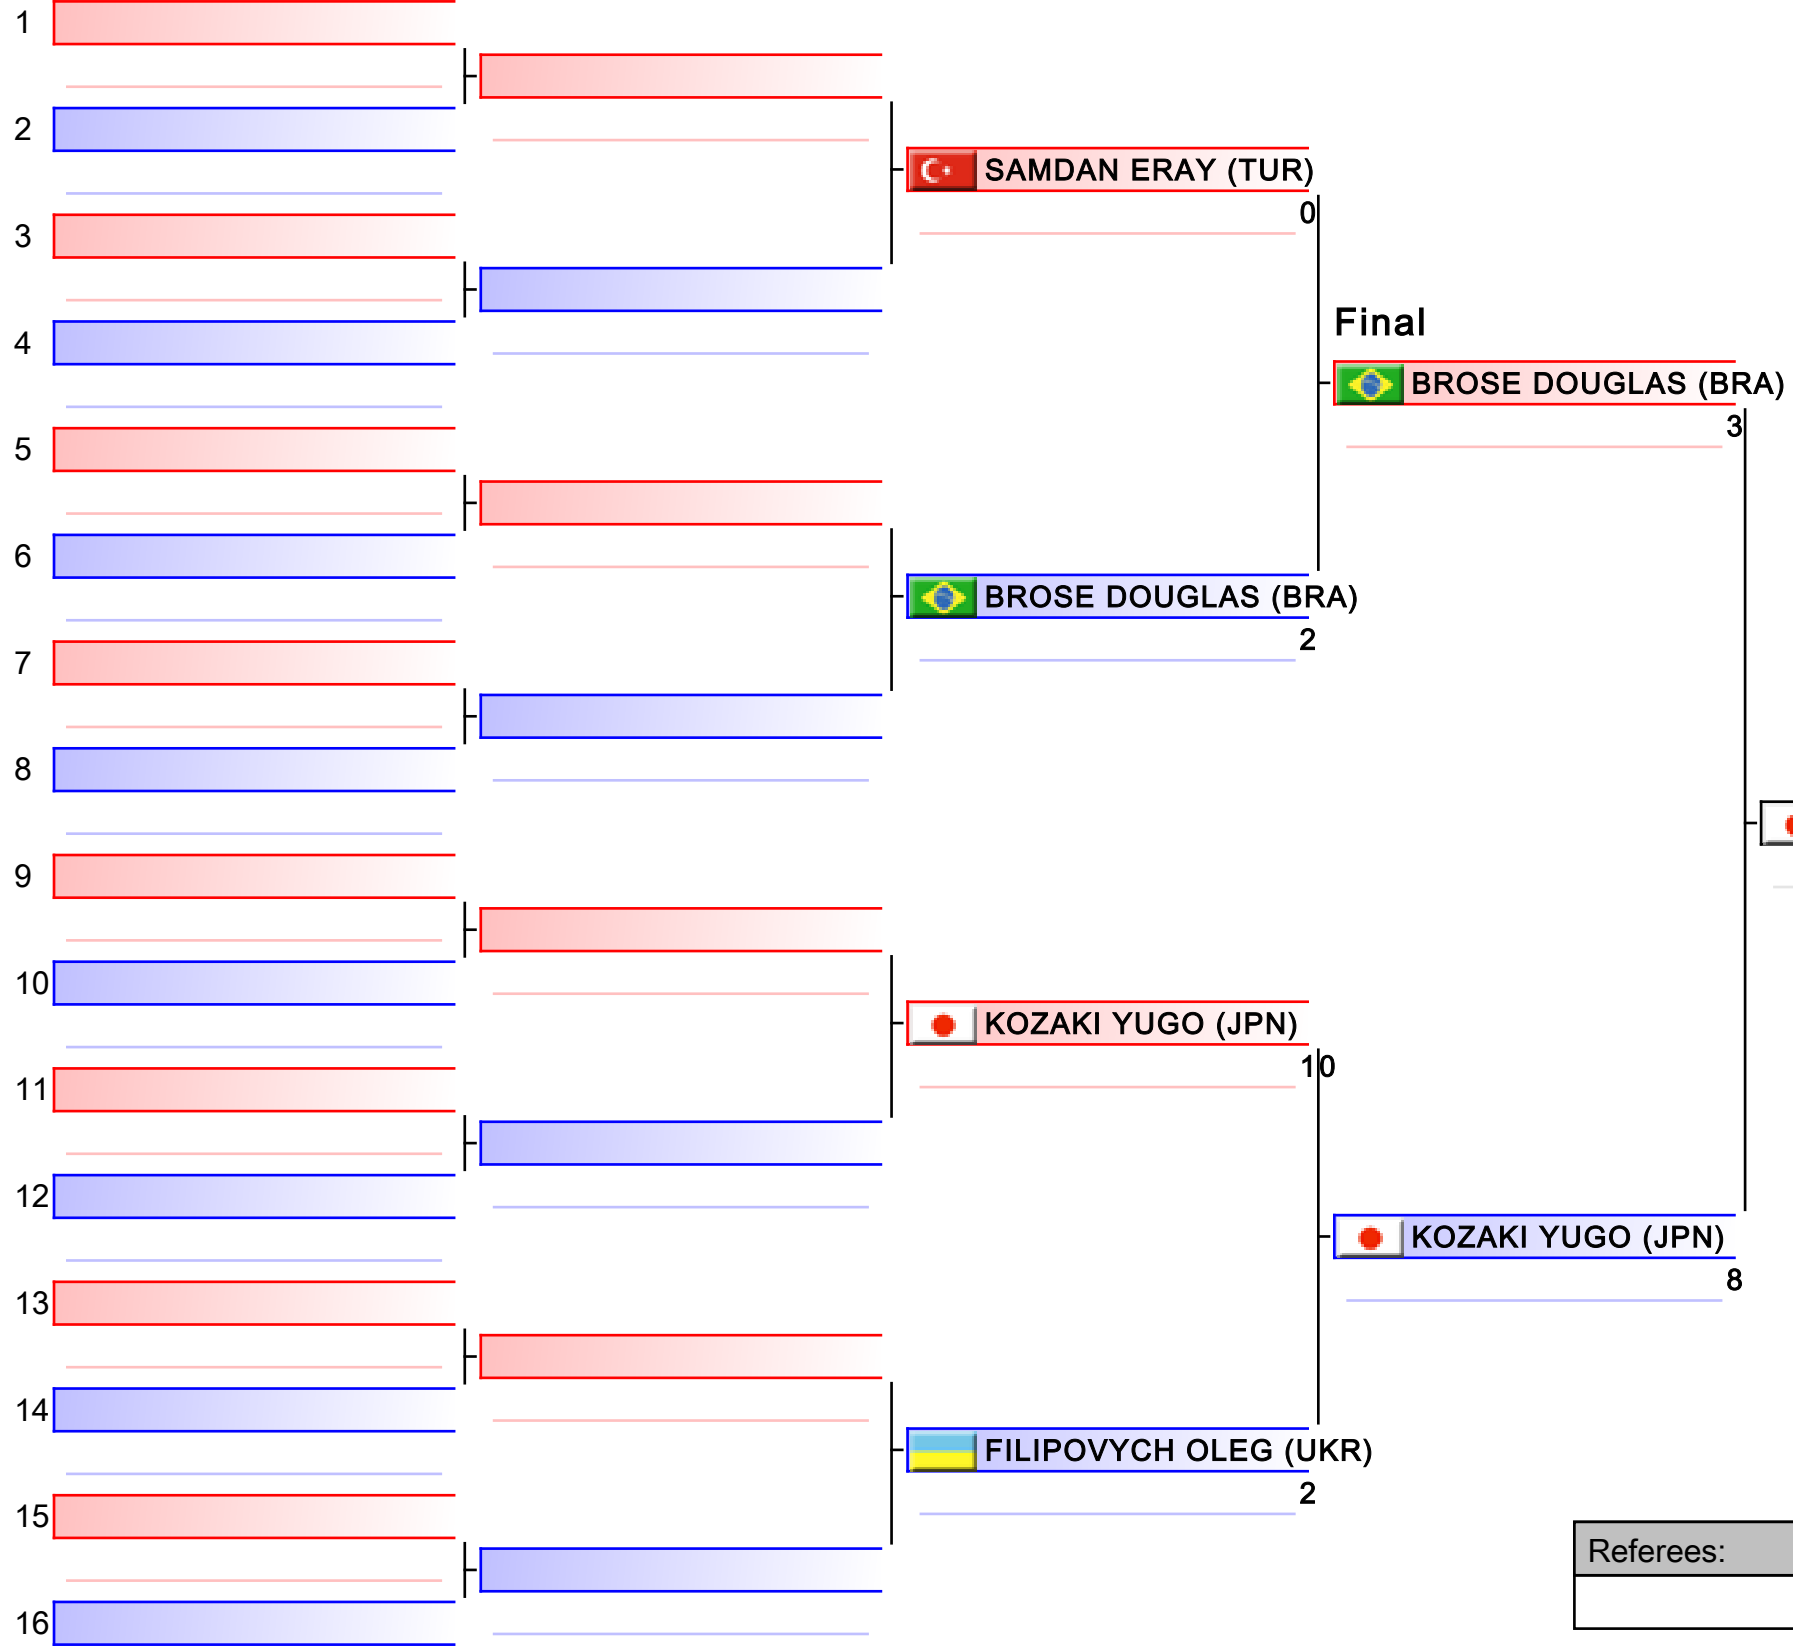 1
2
SAMDAN ERAY (TUR)
0
3
Final
4
BROSE DOUGLAS (BRA)
3
5
6
BROSE DOUGLAS (BRA)
2
7
8
9
10
KOZAKI YUGO (JPN)
10
11
12
KOZAKI YUGO (JPN)
8
13
14
FILIPOVYCH OLEG (UKR)
2
15
Referees:
16